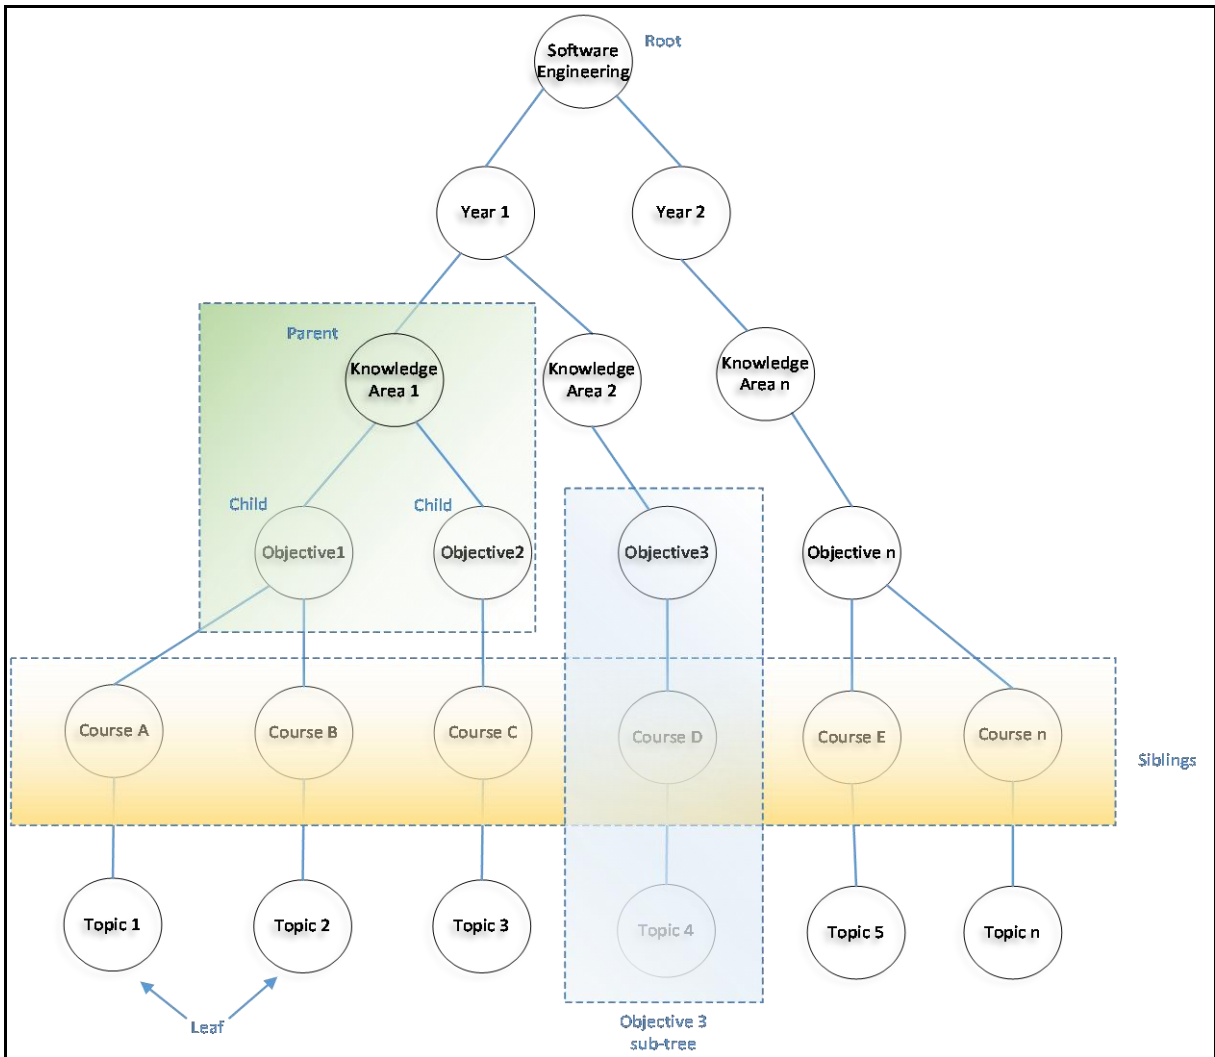 Software
Engineering
Root
Year 1
Year 2
Parent
Knowledge
Area 1
Knowledge
Area 2
Knowledge
Area n
Child
Child
Objective1
Objective2
Objective3
Objective n
Course A
Course B
Course C
Course D
Course E
Course n
Siblings
Topic 1
Topic 2
Topic 3
Topic 4
Topic 5
Topic n
Leaf
Objective 3
sub-tree